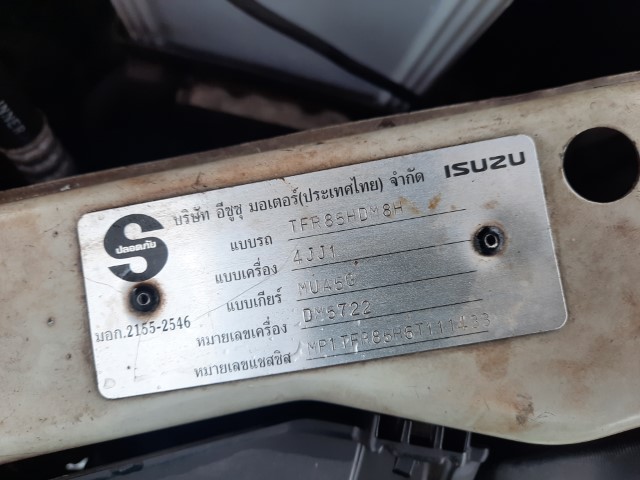 บริษัท อีซูซุ มอเตอร์(ประเทศไทย) จำกัด ISUZU
S ปลอดภัย
มอก.2155-2546
แบบรถ TFR85HDM8H
แบบเครื่อง 4JJ1
แบบเกียร์ MUA5C
หมายเลขเครื่อง DM5722
หมายเลขแชสซิส